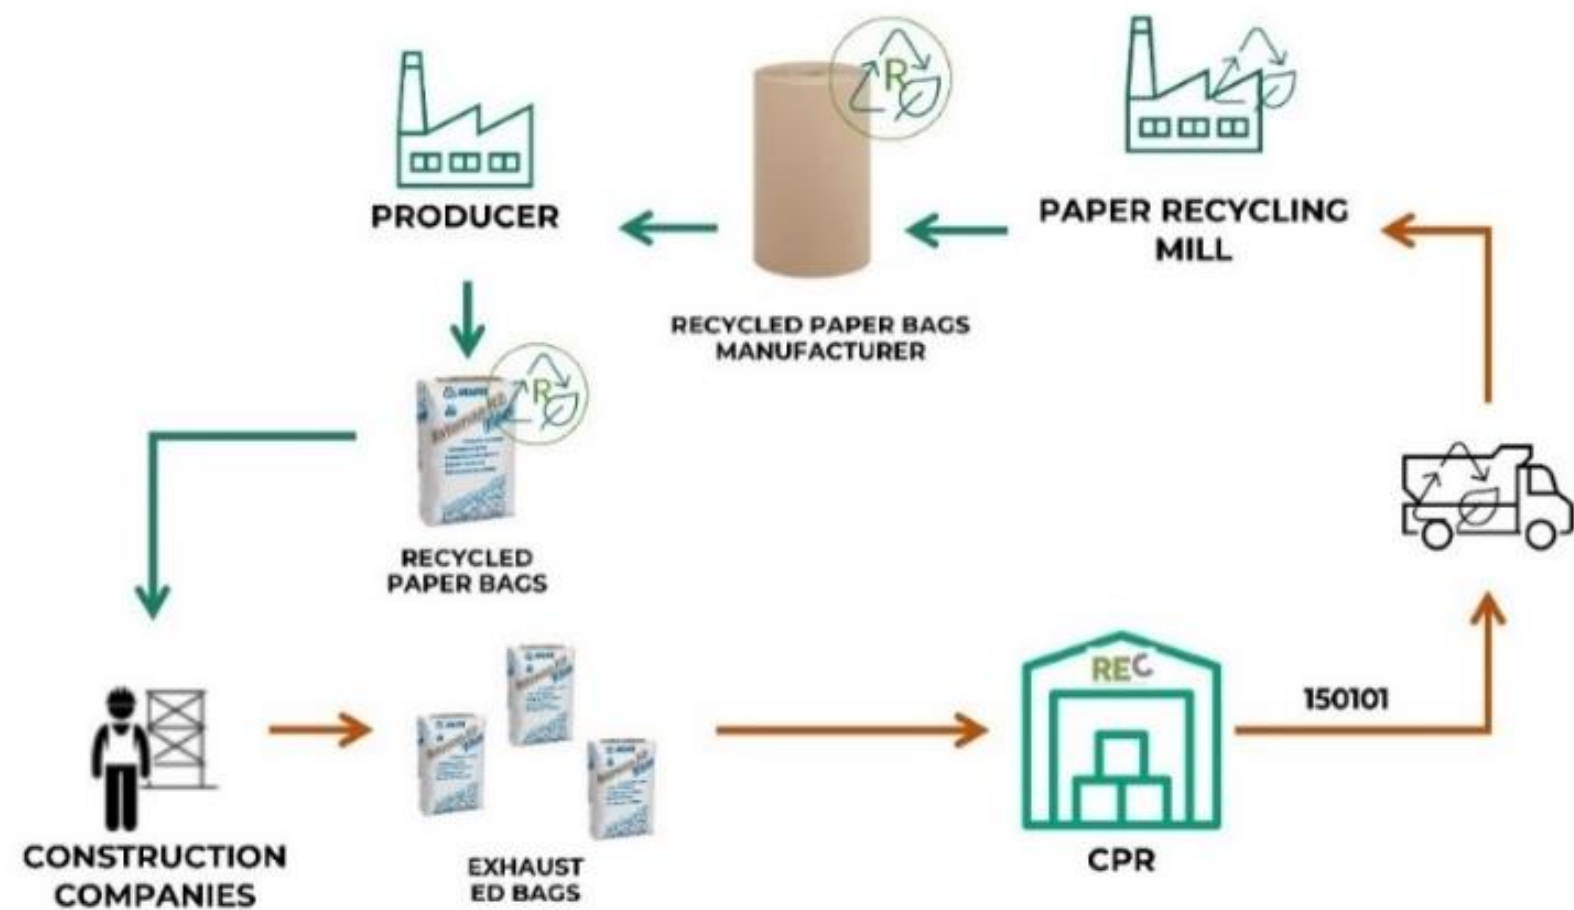 PRODUCER
R
PAPER RECYCLING
MILL
RECYCLED PAPER BAGS
MANUFACTURER
R
RECYCLED
PAPER BAGS
REC
150101
CONSTRUCTION
COMPANIES
EXHAUST
ED BAGS
CPR